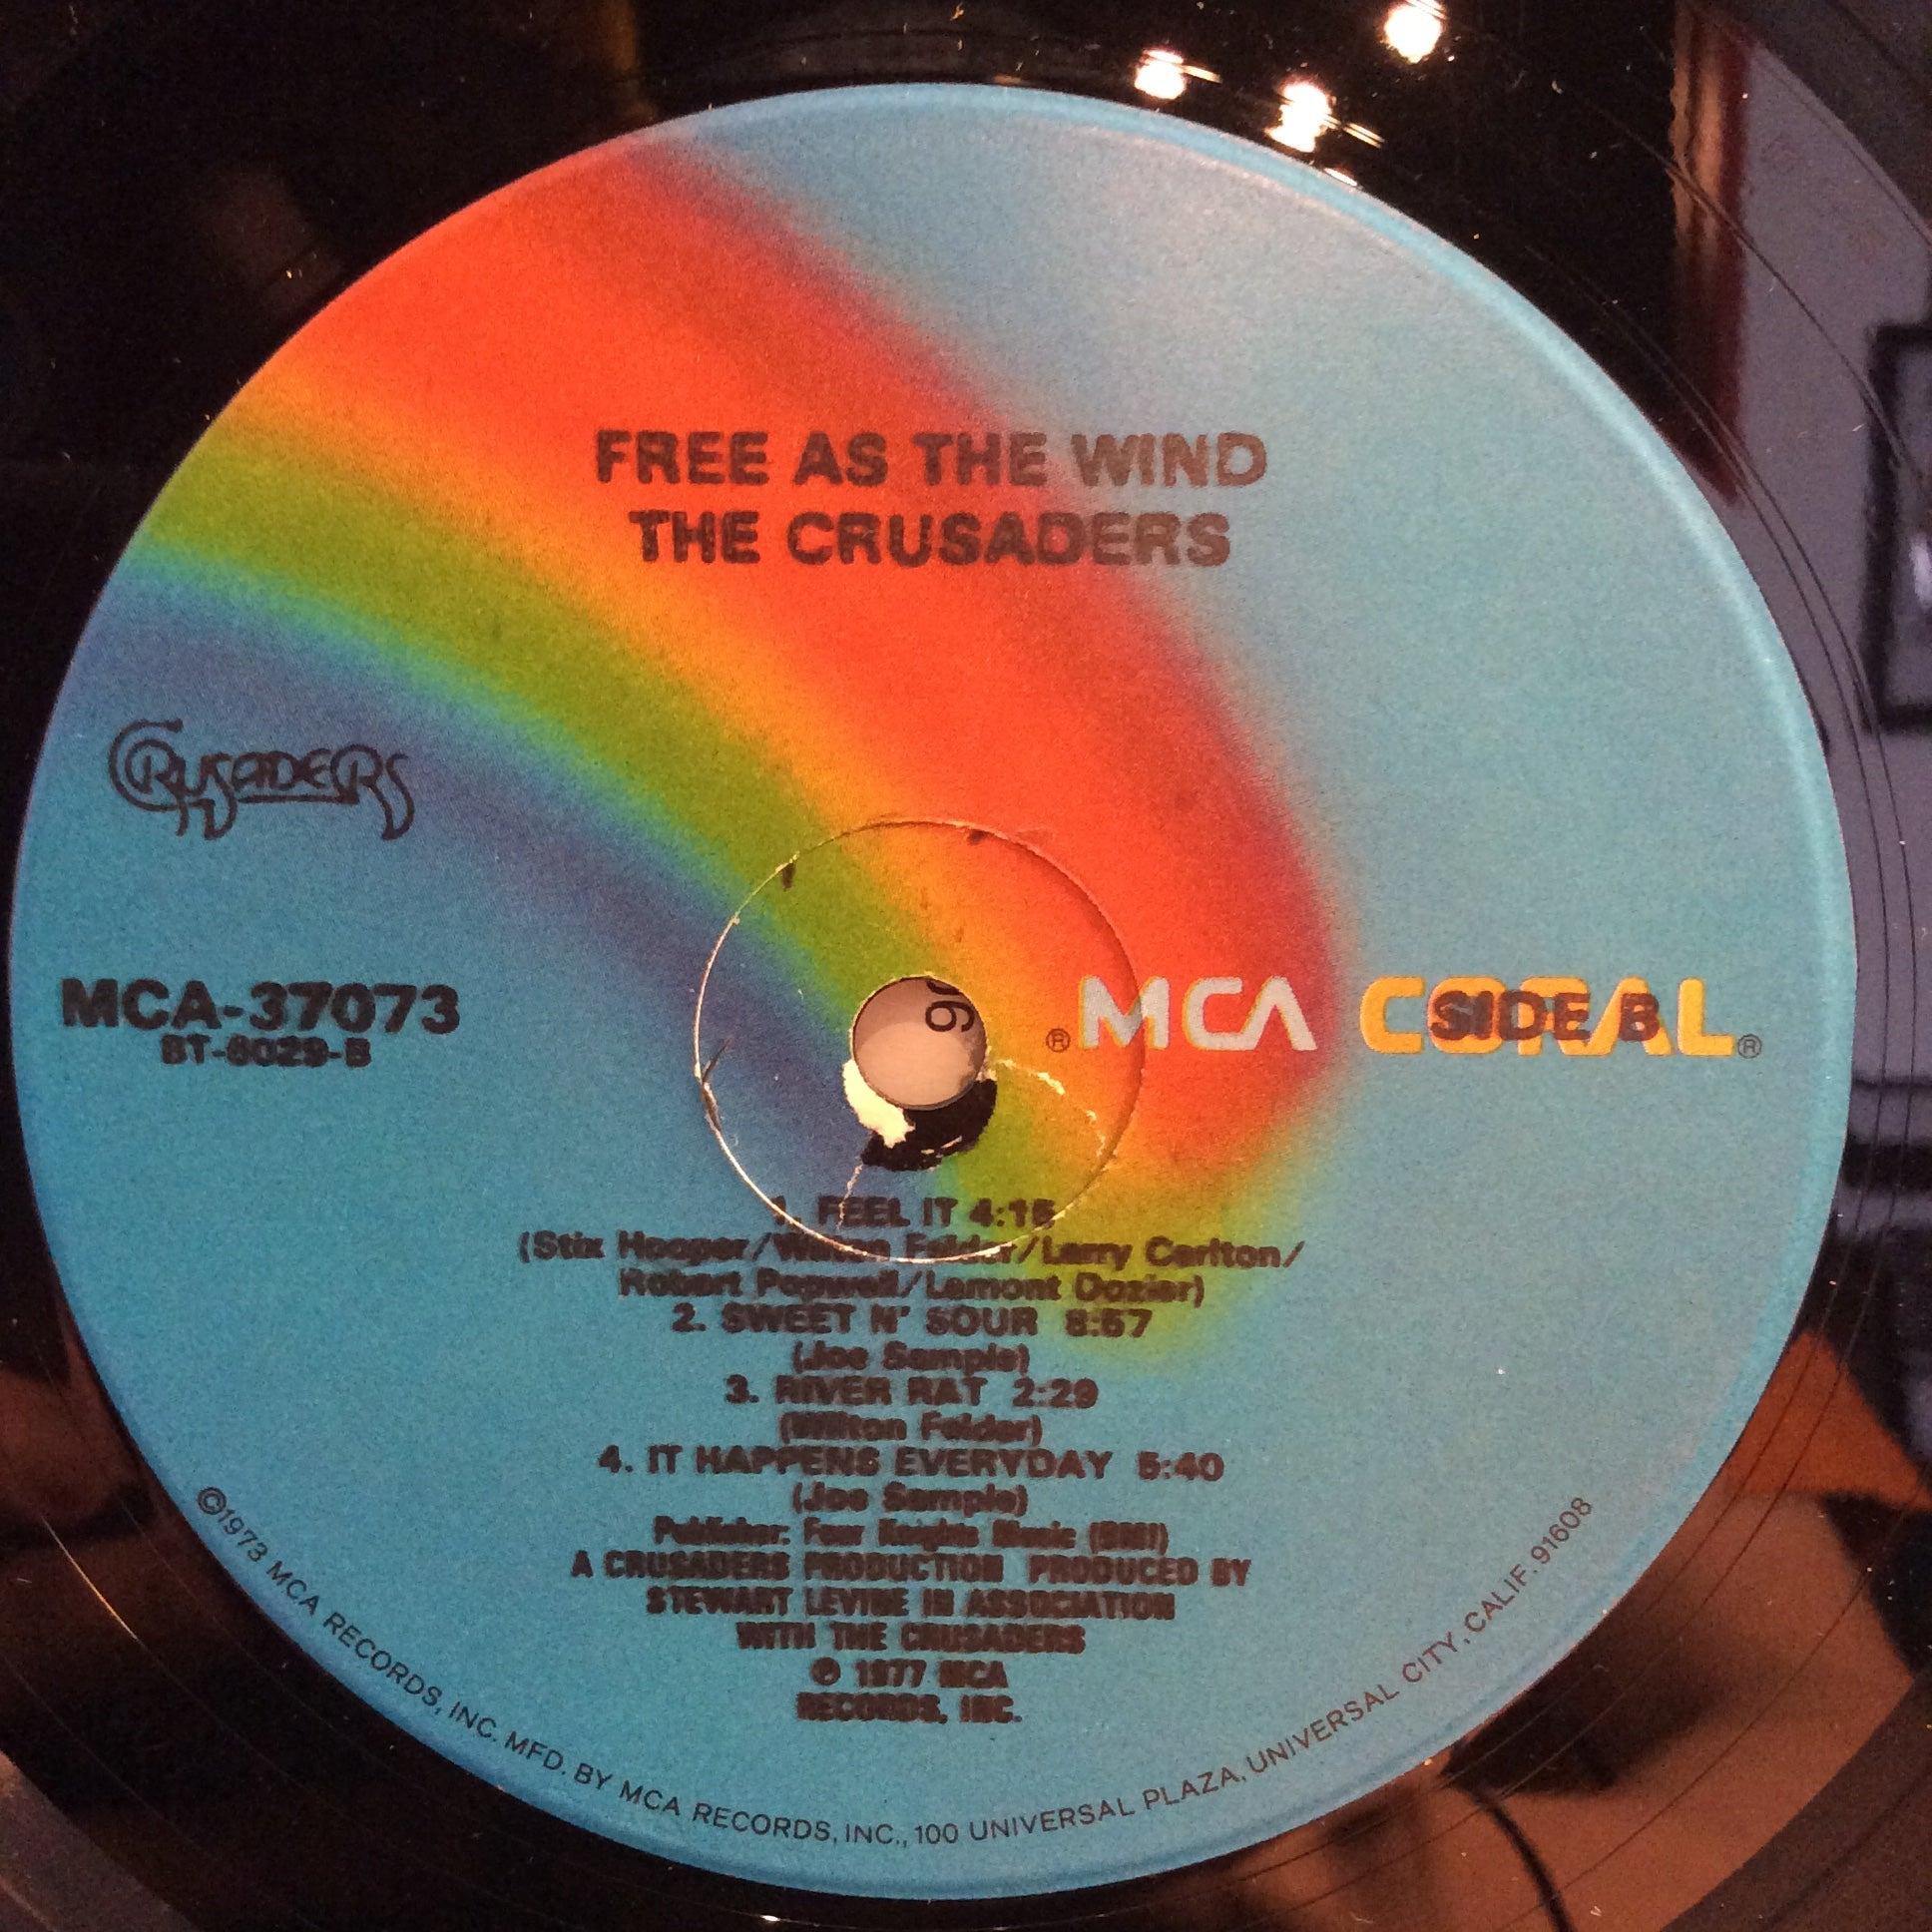 FREE AS THE WIND
THE CRUSADERS
CRUSADERS
MCA-37073
BT-6029-B
® MCA CORAL ®
SIDE B
1. FEEL IT 4:15
(Stix Hooper/Wilton Felder/Larry Carlton/
Robert Popwell/Lamont Dozier)
2. SWEET N' SOUR 8:57
(Joe Sample)
3. RIVER RAT 2:29
(Wilton Felder)
4. IT HAPPENS EVERYDAY 5:40
(Joe Sample)
Publisher: Four Knights Music (BMI)
A CRUSADERS PRODUCTION PRODUCED BY
STEWART LEVINE IN ASSOCIATION
WITH THE CRUSADERS
℗ 1977 MCA
RECORDS, INC.
©1973 MCA RECORDS, INC. MFD. BY MCA RECORDS, INC., 100 UNIVERSAL PLAZA, UNIVERSAL CITY, CALIF. 91608